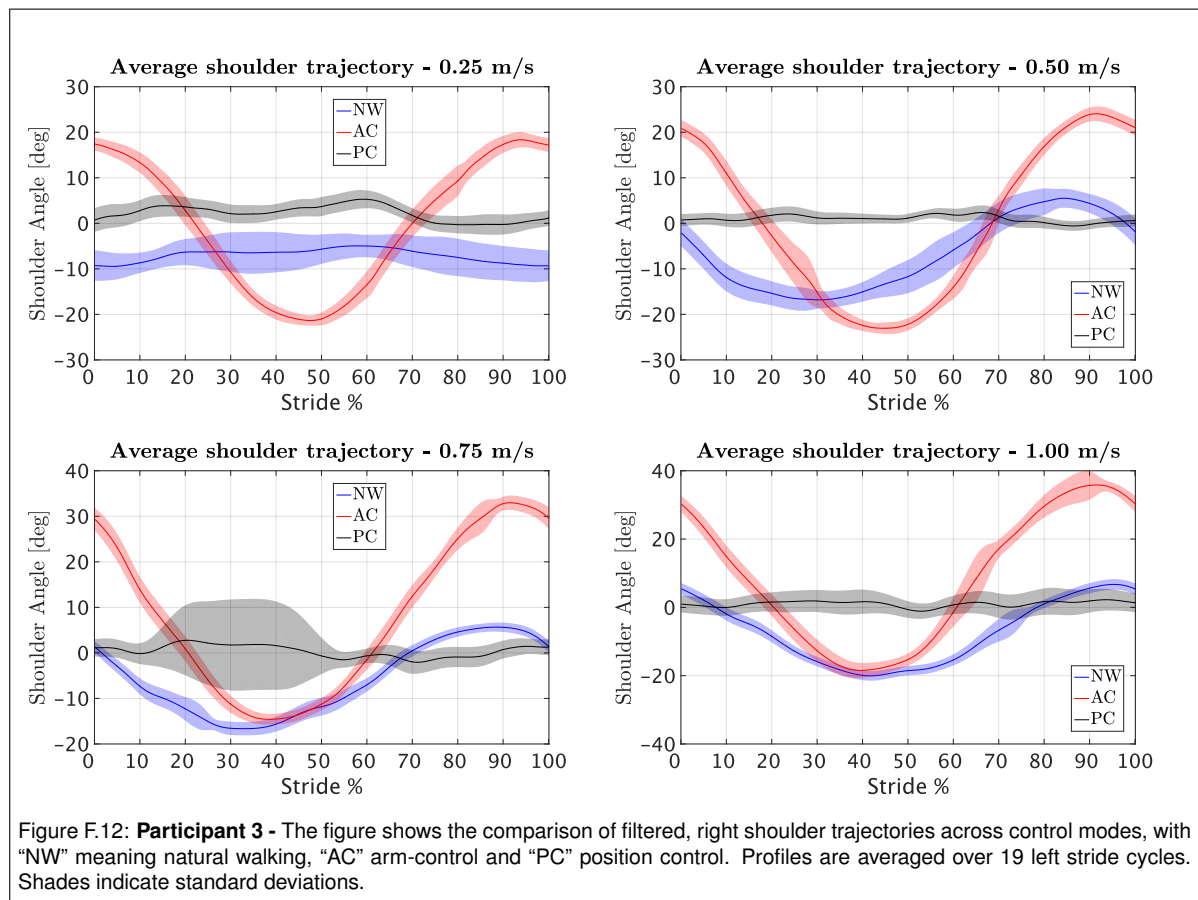 Average shoulder trajectory - 0.25 m/s
30
20
10
0
−10
−20
−30
Shoulder Angle [deg]
NW
AC
PC
0 10 20 30 40 50 60 70 80 90 100
Stride %
Average shoulder trajectory - 0.50 m/s
30
20
10
0
−10
−20
−30
Shoulder Angle [deg]
NW
AC
PC
0 10 20 30 40 50 60 70 80 90 100
Stride %
Average shoulder trajectory - 0.75 m/s
40
30
20
10
0
−10
−20
Shoulder Angle [deg]
NW
AC
PC
0 10 20 30 40 50 60 70 80 90 100
Stride %
Average shoulder trajectory - 1.00 m/s
40
20
0
−20
−40
Shoulder Angle [deg]
NW
AC
PC
0 10 20 30 40 50 60 70 80 90 100
Stride %
Figure F.12: Participant 3 - The figure shows the comparison of filtered, right shoulder trajectories across control modes, with
“NW” meaning natural walking, “AC” arm-control and “PC” position control. Profiles are averaged over 19 left stride cycles.
Shades indicate standard deviations.